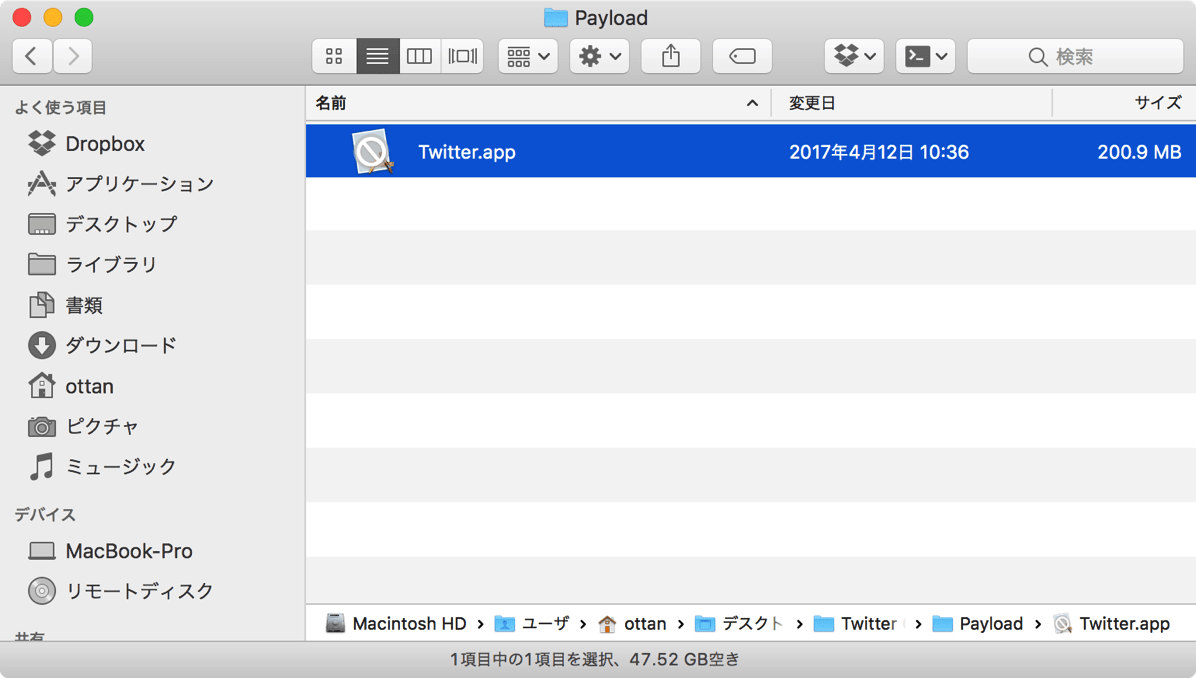 Payload
検索
よく使う項目
Dropbox
アプリケーション
デスクトップ
ライブラリ
書類
ダウンロード
ottan
ピクチャ
ミュージック
デバイス
MacBook-Pro
リモートディスク
共有
名前 変更日 サイズ
Twitter.app 2017年4月12日 10:36 200.9 MB
Macintosh HD › ユーザ › ottan › デスクト › Twitter › Payload › Twitter.app
1項目中の1項目を選択、47.52 GB空き